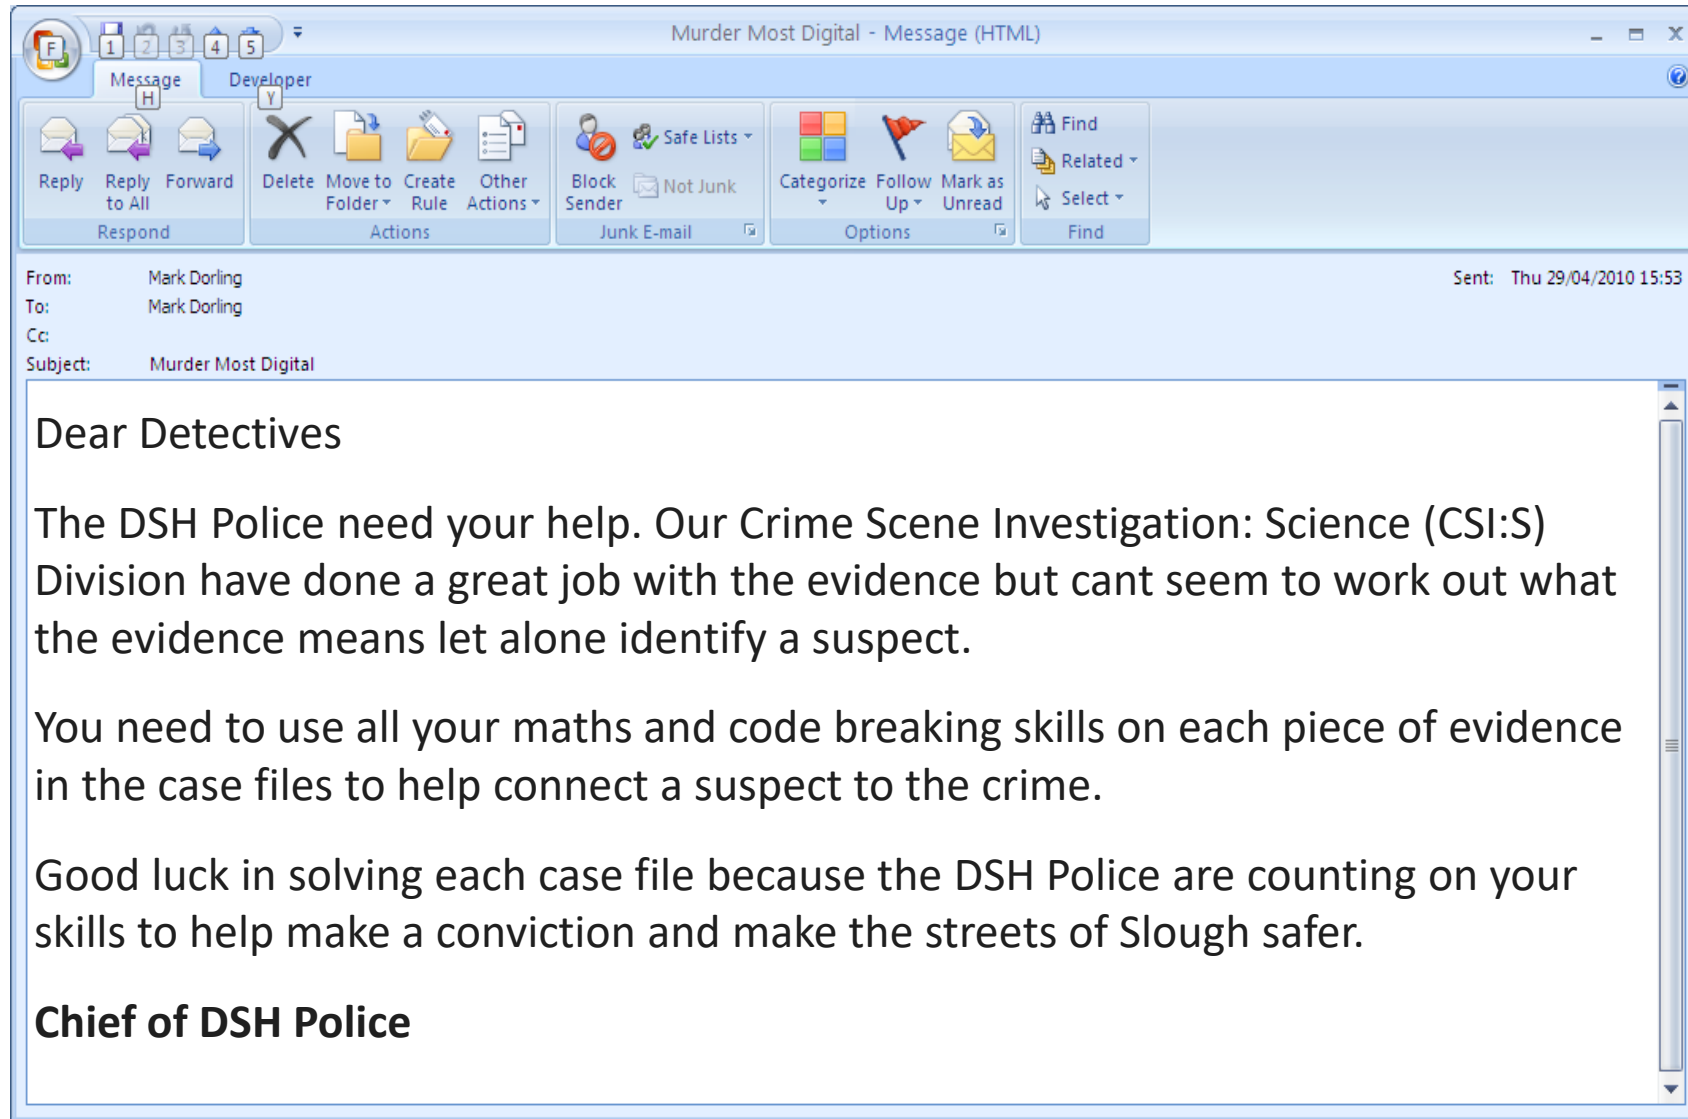 Murder Most Digital - Message (HTML)
F 1 2 3 4 5
Message Developer
H Y
Reply Reply to All Forward
Delete Move to Folder Create Rule Other Actions
Block Sender Safe Lists Not Junk
Categorize Follow Up Mark as Unread
Find
Related
Select
Respond Actions Junk E-mail Options Find
From: Mark Dorling Sent: Thu 29/04/2010 15:53
To: Mark Dorling
Cc:
Subject: Murder Most Digital
Dear Detectives
The DSH Police need your help. Our Crime Scene Investigation: Science (CSI:S)
Division have done a great job with the evidence but cant seem to work out what
the evidence means let alone identify a suspect.
You need to use all your maths and code breaking skills on each piece of evidence
in the case files to help connect a suspect to the crime.
Good luck in solving each case file because the DSH Police are counting on your
skills to help make a conviction and make the streets of Slough safer.
Chief of DSH Police